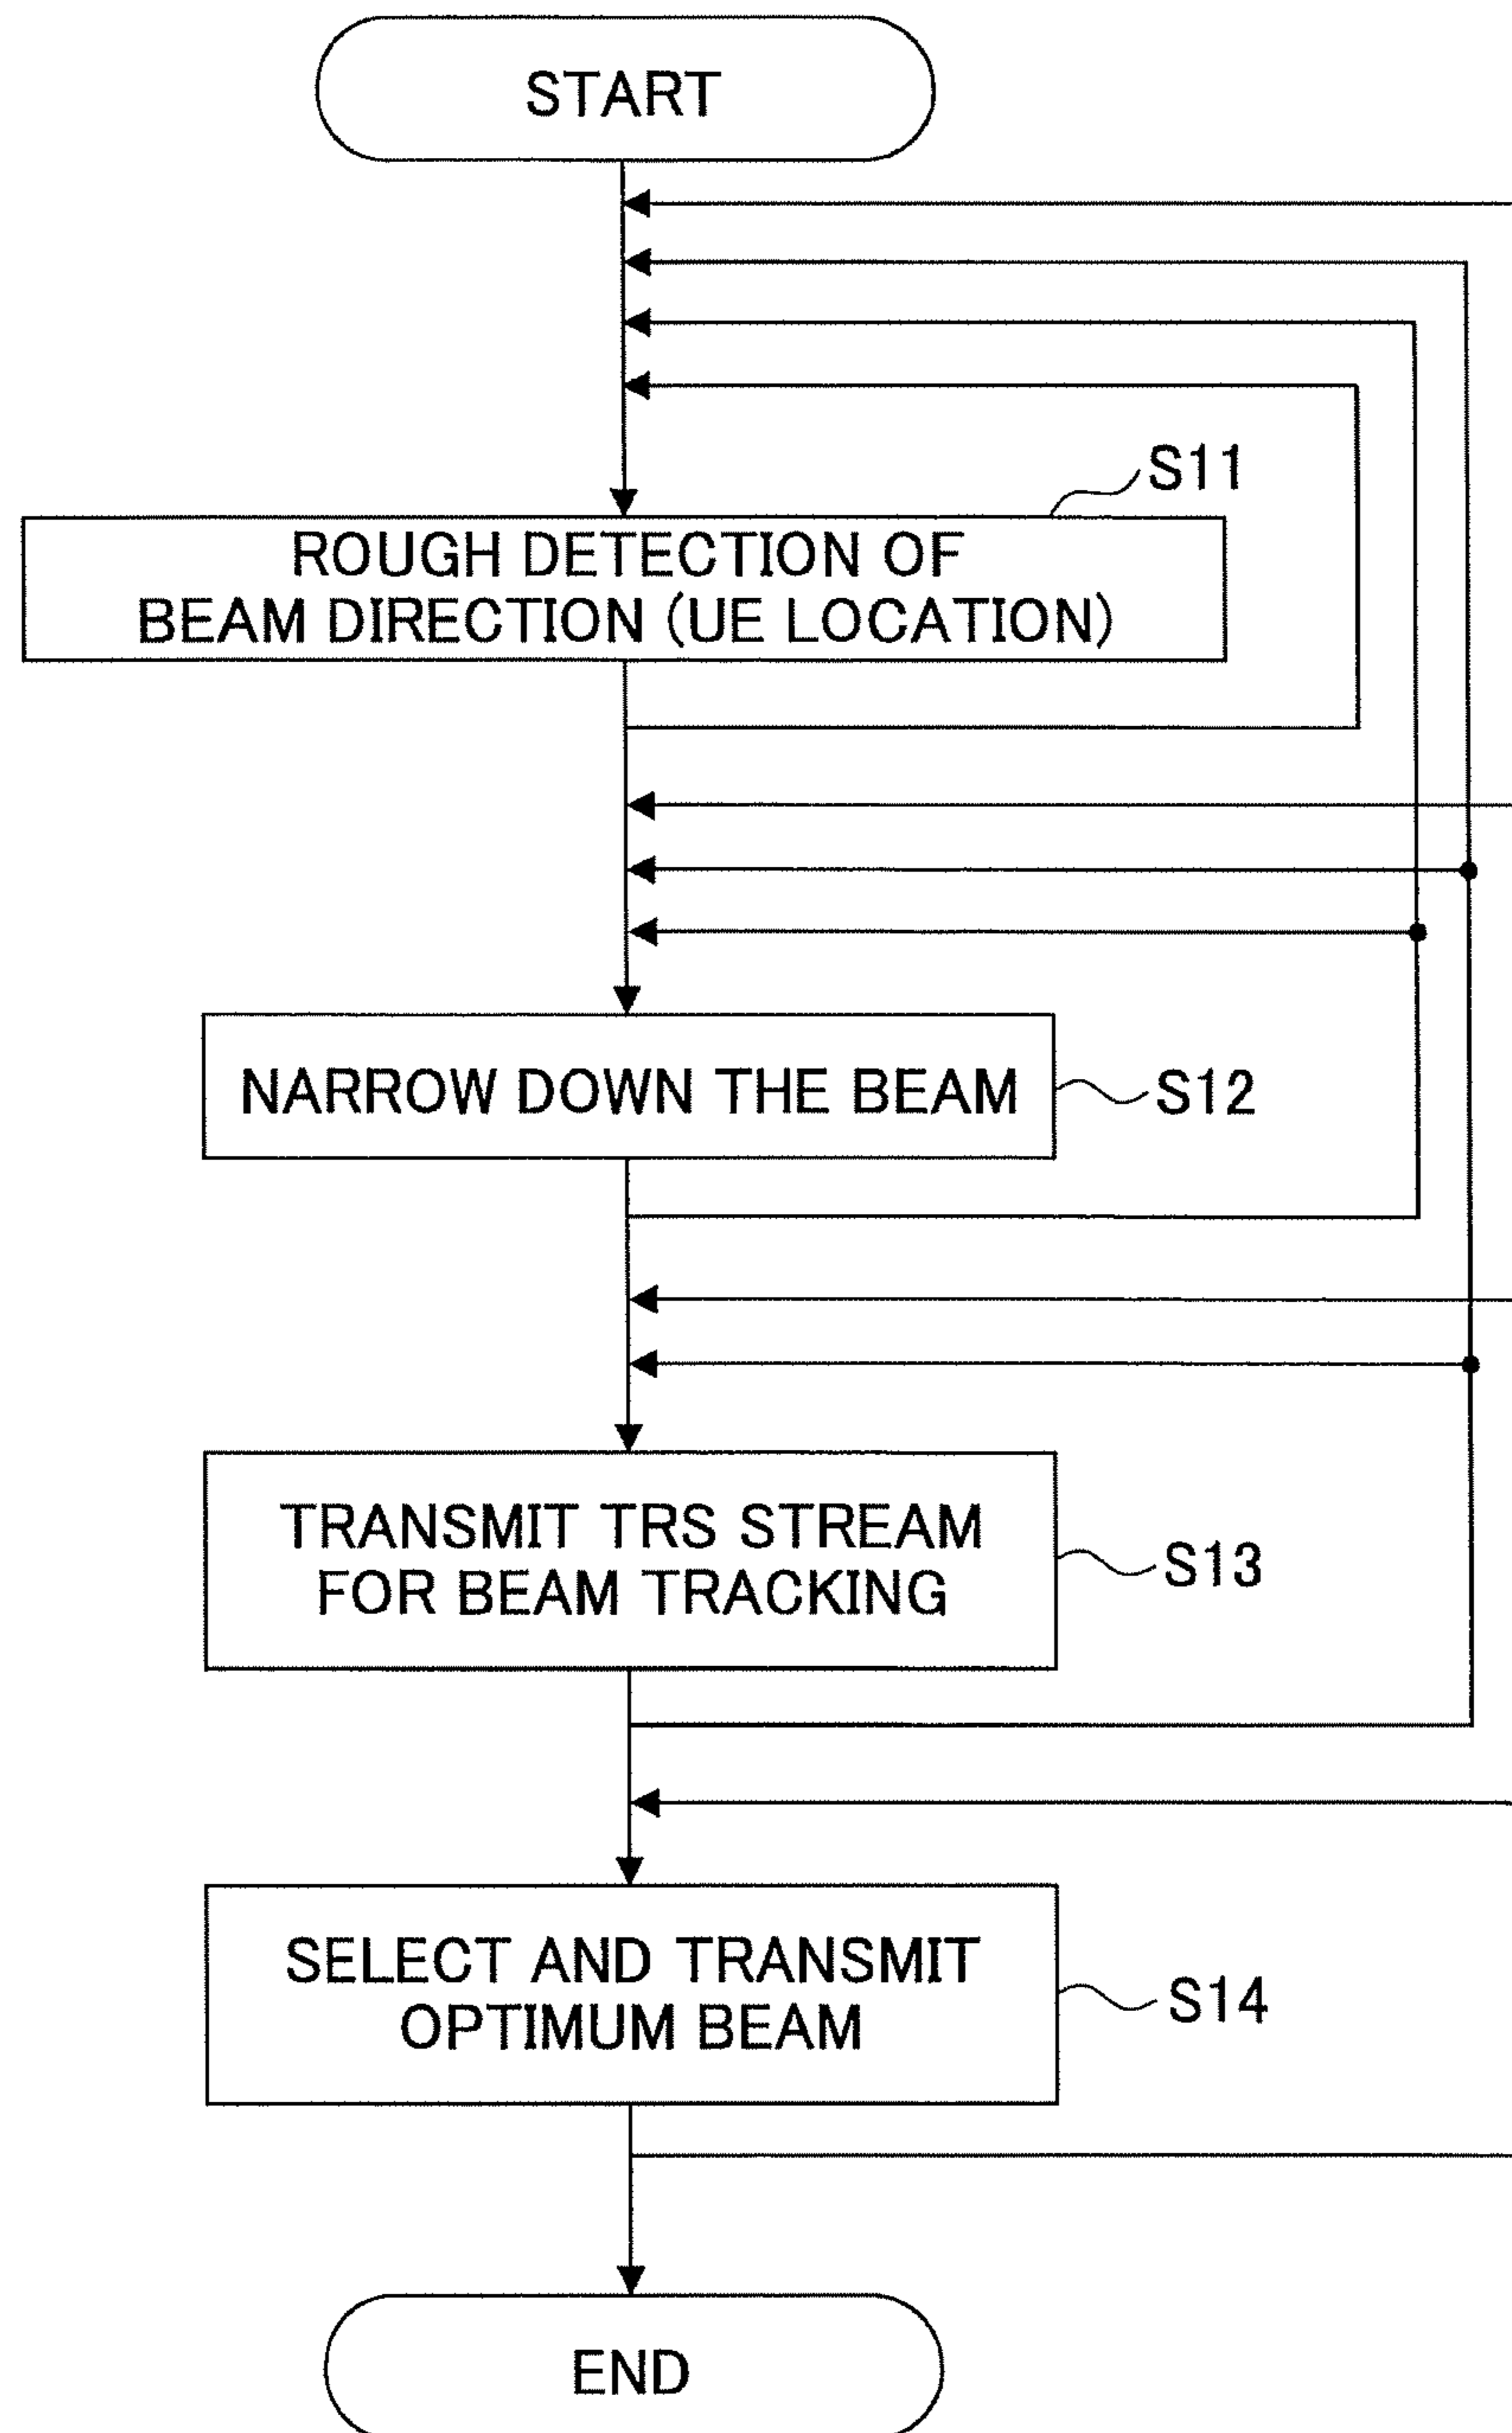 START
S11
ROUGH DETECTION OF
BEAM DIRECTION (UE LOCATION)
NARROW DOWN THE BEAM
S12
TRANSMIT TRS STREAM
FOR BEAM TRACKING
S13
SELECT AND TRANSMIT
OPTIMUM BEAM
S14
END